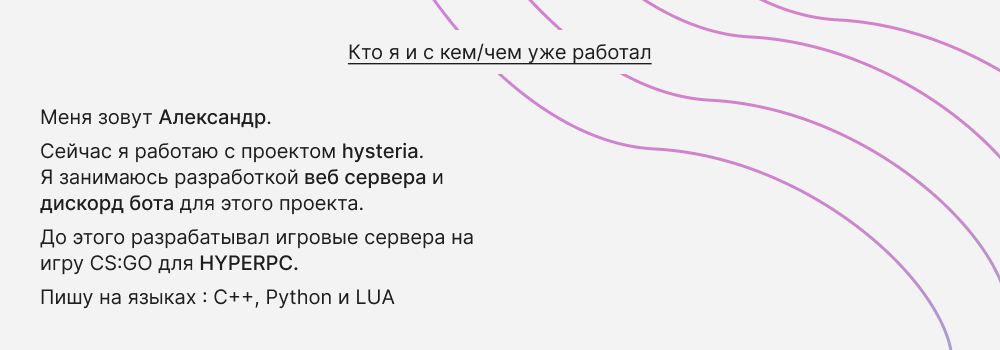 Кто я и с кем/чем уже работал
Меня зовут Александр.
Сейчас я работаю с проектом hysteria.
Я занимаюсь разработкой веб сервера и
дискорд бота для этого проекта.
До этого разрабатывал игровые сервера на
игру CS:GO для HYPERPC.
Пишу на языках : C++, Python и LUA